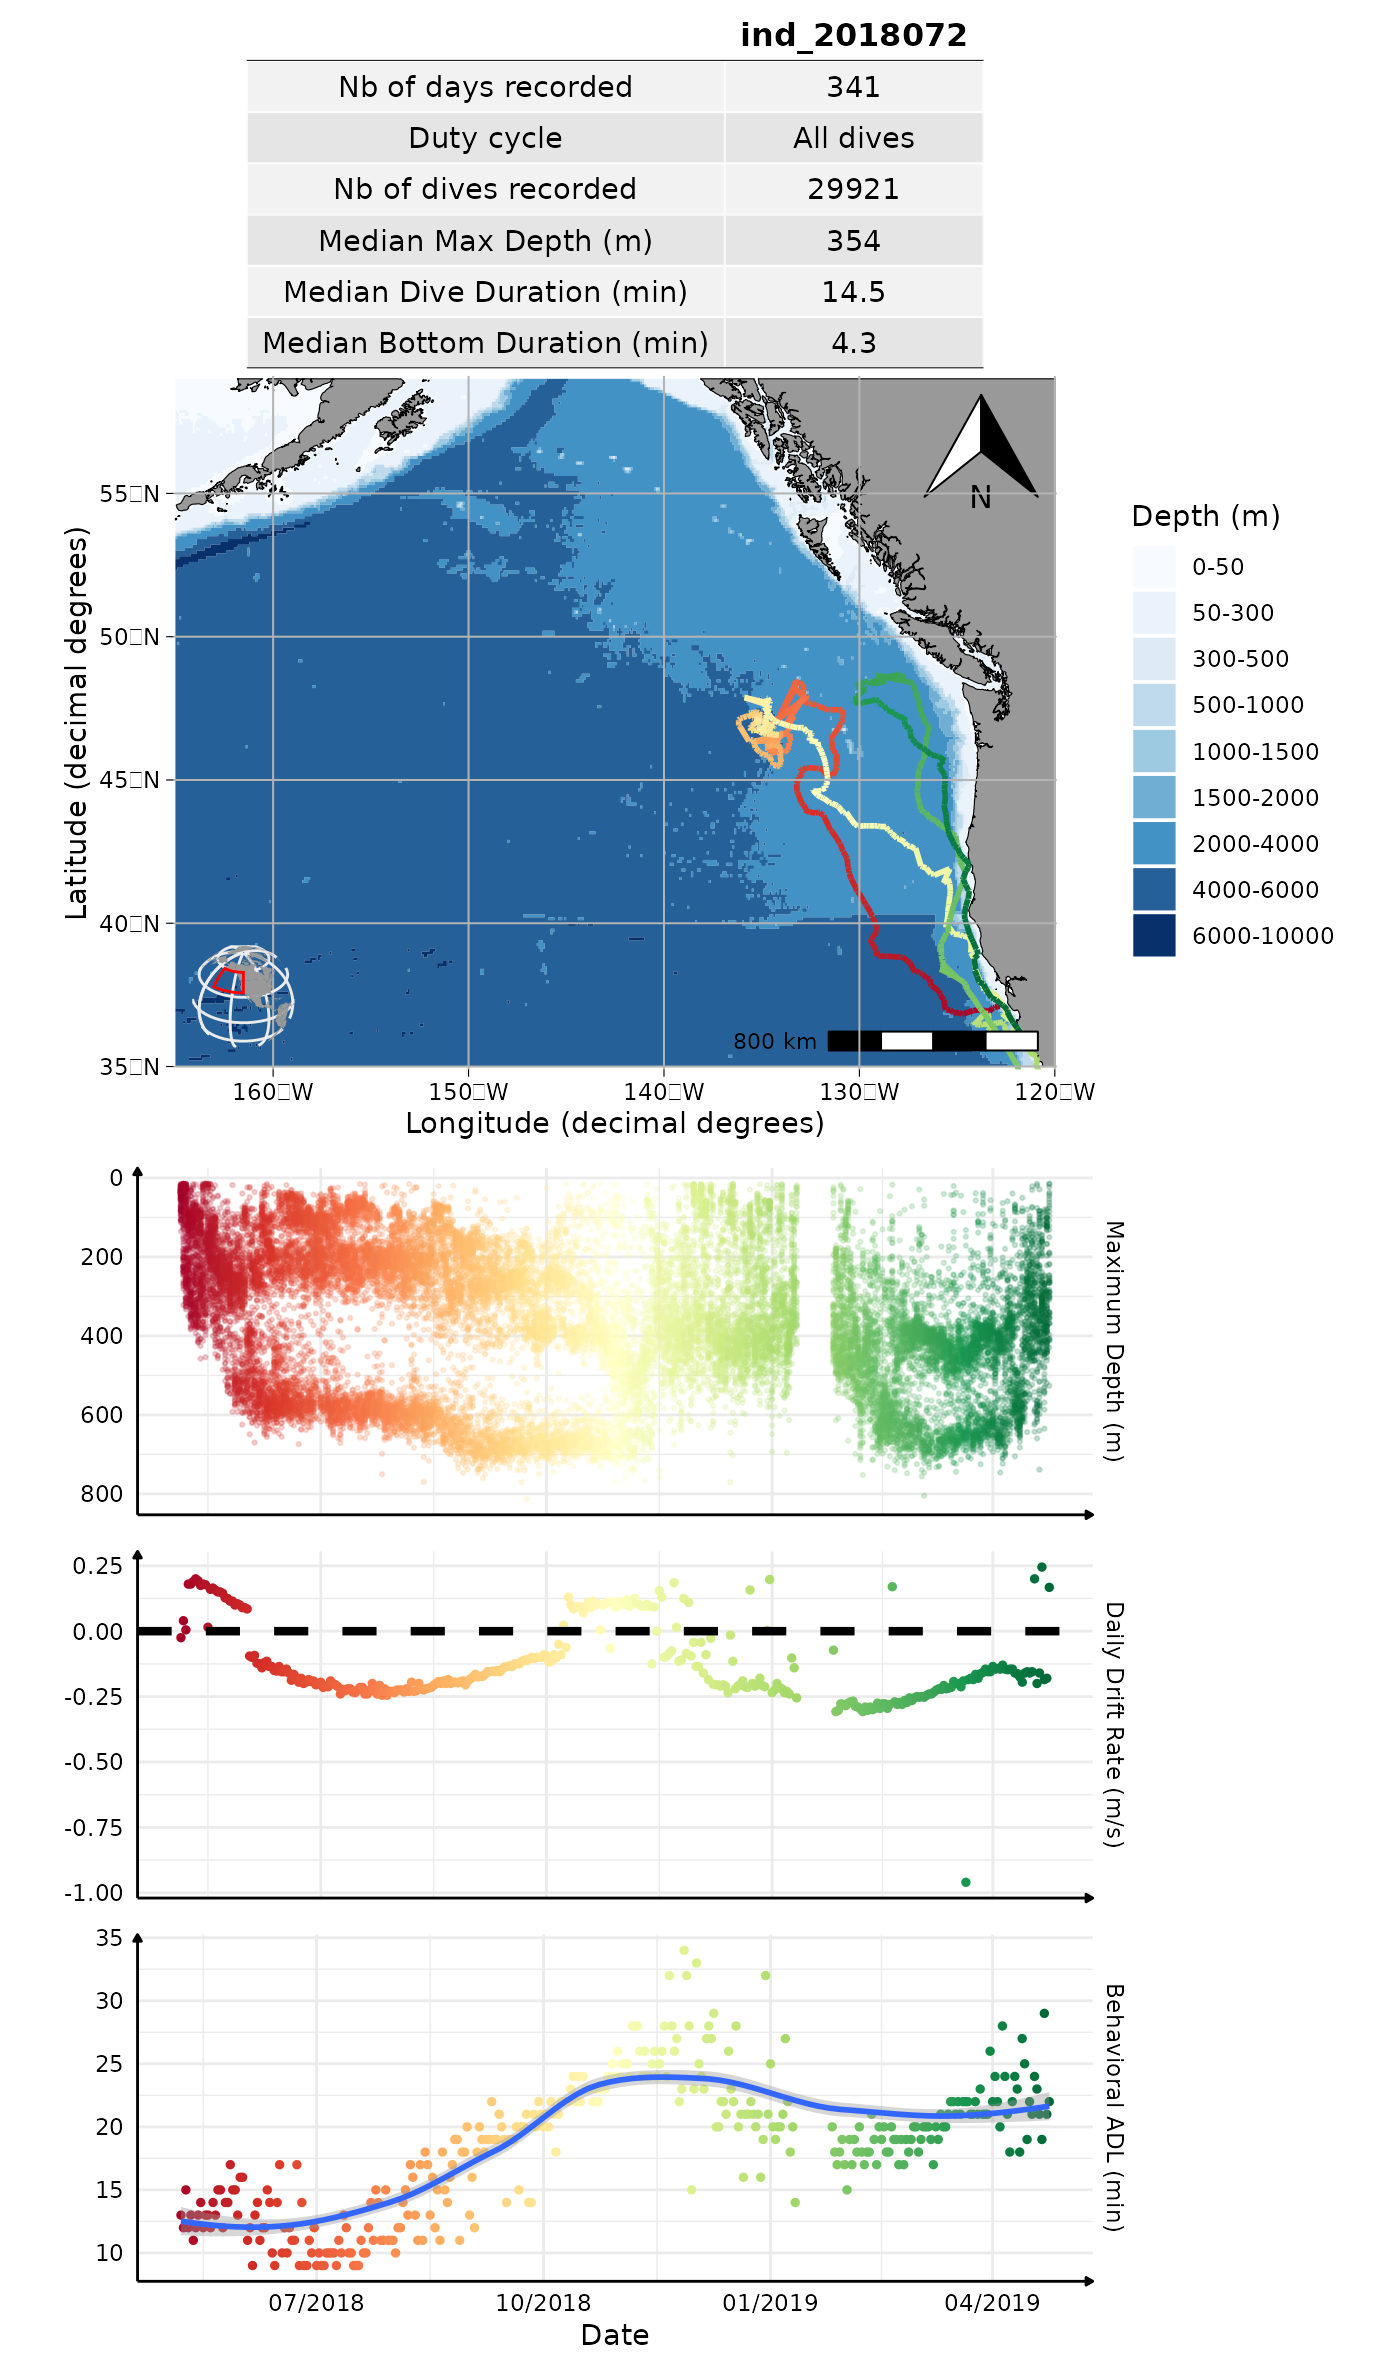 ind_2018072
Nb of days recorded 341
Duty cycle All dives
Nb of dives recorded 29921
Median Max Depth (m) 354
Median Dive Duration (min) 14.5
Median Bottom Duration (min) 4.3
55□N
50□N
45□N
40□N
35□N
Latitude (decimal degrees)
N
800 km
160□W 150□W 140□W 130□W 120□W
Longitude (decimal degrees)
Depth (m)
0-50
50-300
300-500
500-1000
1000-1500
1500-2000
2000-4000
4000-6000
6000-10000
0
200
400
600
800
Maximum Depth (m)
0.25
0.00
-0.25
-0.50
-0.75
-1.00
Daily Drift Rate (m/s)
35
30
25
20
15
10
Behavioral ADL (min)
07/2018 10/2018 01/2019 04/2019
Date